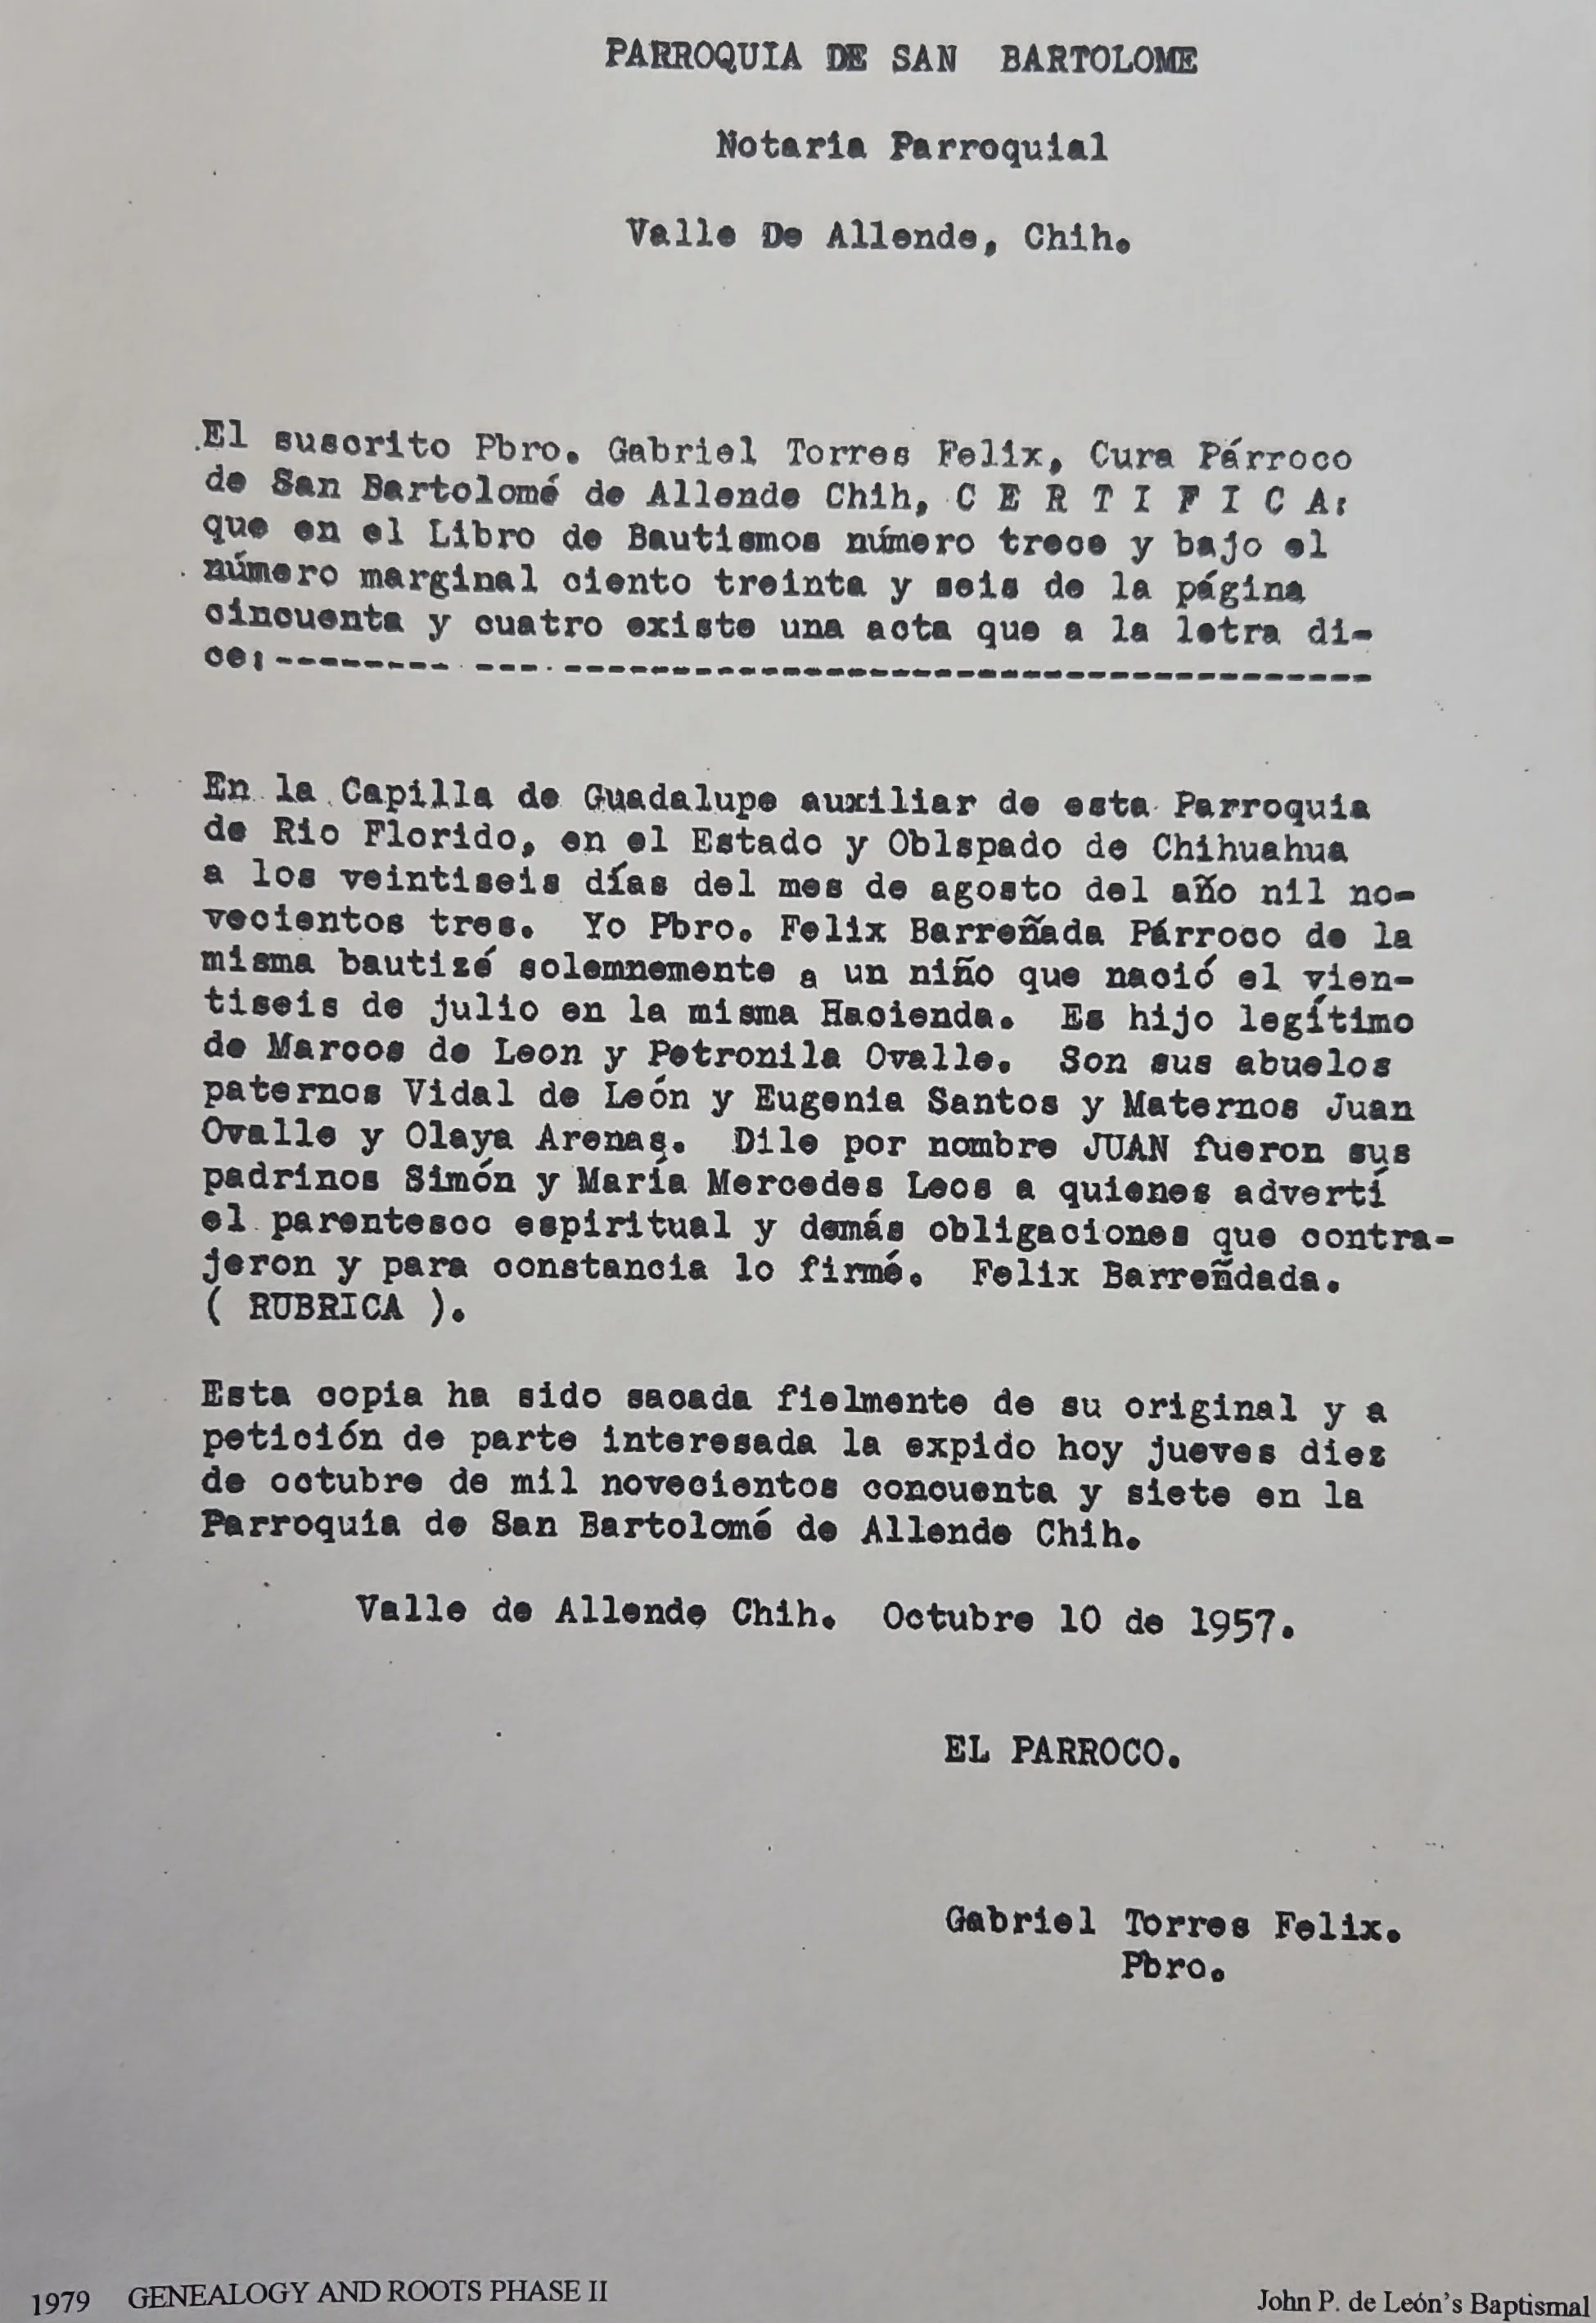 PARROQUIA DE SAN BARTOLOME
Notaria Parroquial
Valle De Allende, Chih.
El suscrito Pbro. Gabriel Torres Felix, Cura Párroco
de San Bartolomé de Allende Chih, C E R T I F I C A:
que en el Libro de Bautismos número trece y bajo el
número marginal ciento treinta y seis de la página
cincuenta y cuatro existe una acta que a la letra di-
ce:-------- --- --------------------------------------
En la Capilla de Guadalupe auxiliar de esta Parroquia
de Rio Florido, en el Estado y Oblspado de Chihuahua
a los veintiseis días del mes de agosto del año nil no-
vecientos tres. Yo Pbro. Felix Barreñada Párroco de la
misma bautizé solemnemente a un niño que nació el vien-
tiseis de julio en la misma Hacienda. Es hijo legítimo
de Marcos de Leon y Petronila Ovalle. Son sus abuelos
paternos Vidal de León y Eugenia Santos y Maternos Juan
Ovalle y Olaya Arenas. Dile por nombre JUAN fueron sus
padrinos Simón y María Mercedes Leos a quienes advertí
el parentesco espiritual y demás obligaciones que contra-
jeron y para constancia lo firmé. Felix Barreñdada.
( RUBRICA ).
Esta copia ha sido sacada fielmente de su original y a
petición de parte interesada la expido hoy jueves diez
de octubre de mil novecientos concuenta y siete en la
Parroquia de San Bartolomé de Allende Chih.
Valle de Allende Chih. Octubre 10 de 1957.
EL PARROCO.
Gabriel Torres Felix.
Pbro.
1979 GENEALOGY AND ROOTS PHASE II John P. de León's Baptismal